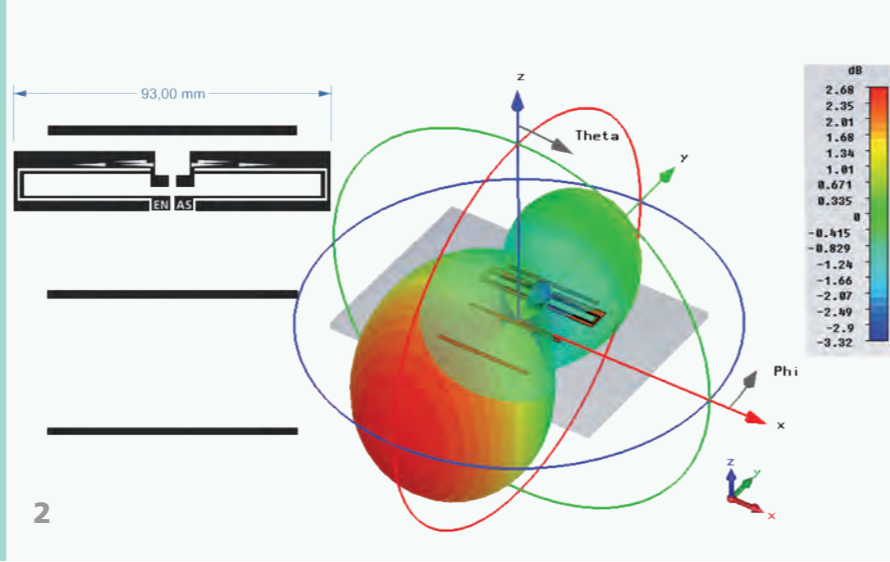 93,00 mm
EN AS
z
Theta
y
Phi
x
z
y
x
dB
2.68
2.35
2.01
1.68
1.34
1.01
0.671
0.335
0
-0.415
-0.829
-1.24
-1.66
-2.07
-2.49
-2.9
-3.32
2